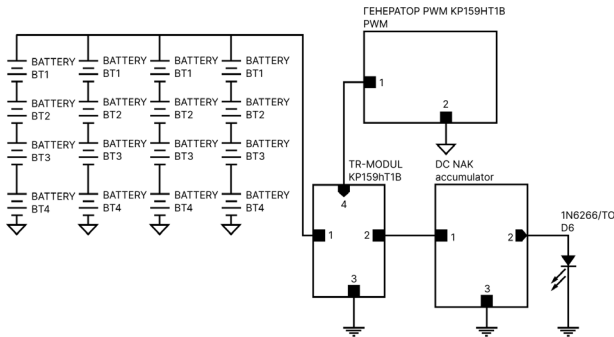 ГЕНЕРАТОР PWM KP159HT1B
PWM
1
2
BATTERY BATTERY BATTERY BATTERY
BT1 BT1 BT1 BT1
BATTERY BATTERY BATTERY BATTERY
BT2 BT2 BT2 BT2
BATTERY BATTERY BATTERY BATTERY
BT3 BT3 BT3 BT3
BATTERY BATTERY BATTERY BATTERY
BT4 BT4 BT4 BT4
TR-MODUL
KP159hT1B
4
1 2
3
DC NAK
accumulator
1 2
3
1N6266/TO
D6